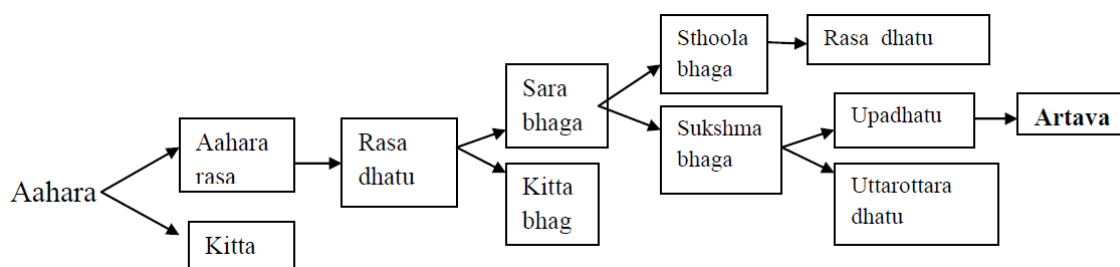 Aahara
Aahara
rasa
Kitta
Rasa
dhatu
Sara
bhaga
Kitta
bhag
Sthoola
bhaga
Sukshma
bhaga
Rasa dhatu
Upadhatu
Uttarottara
dhatu
Artava